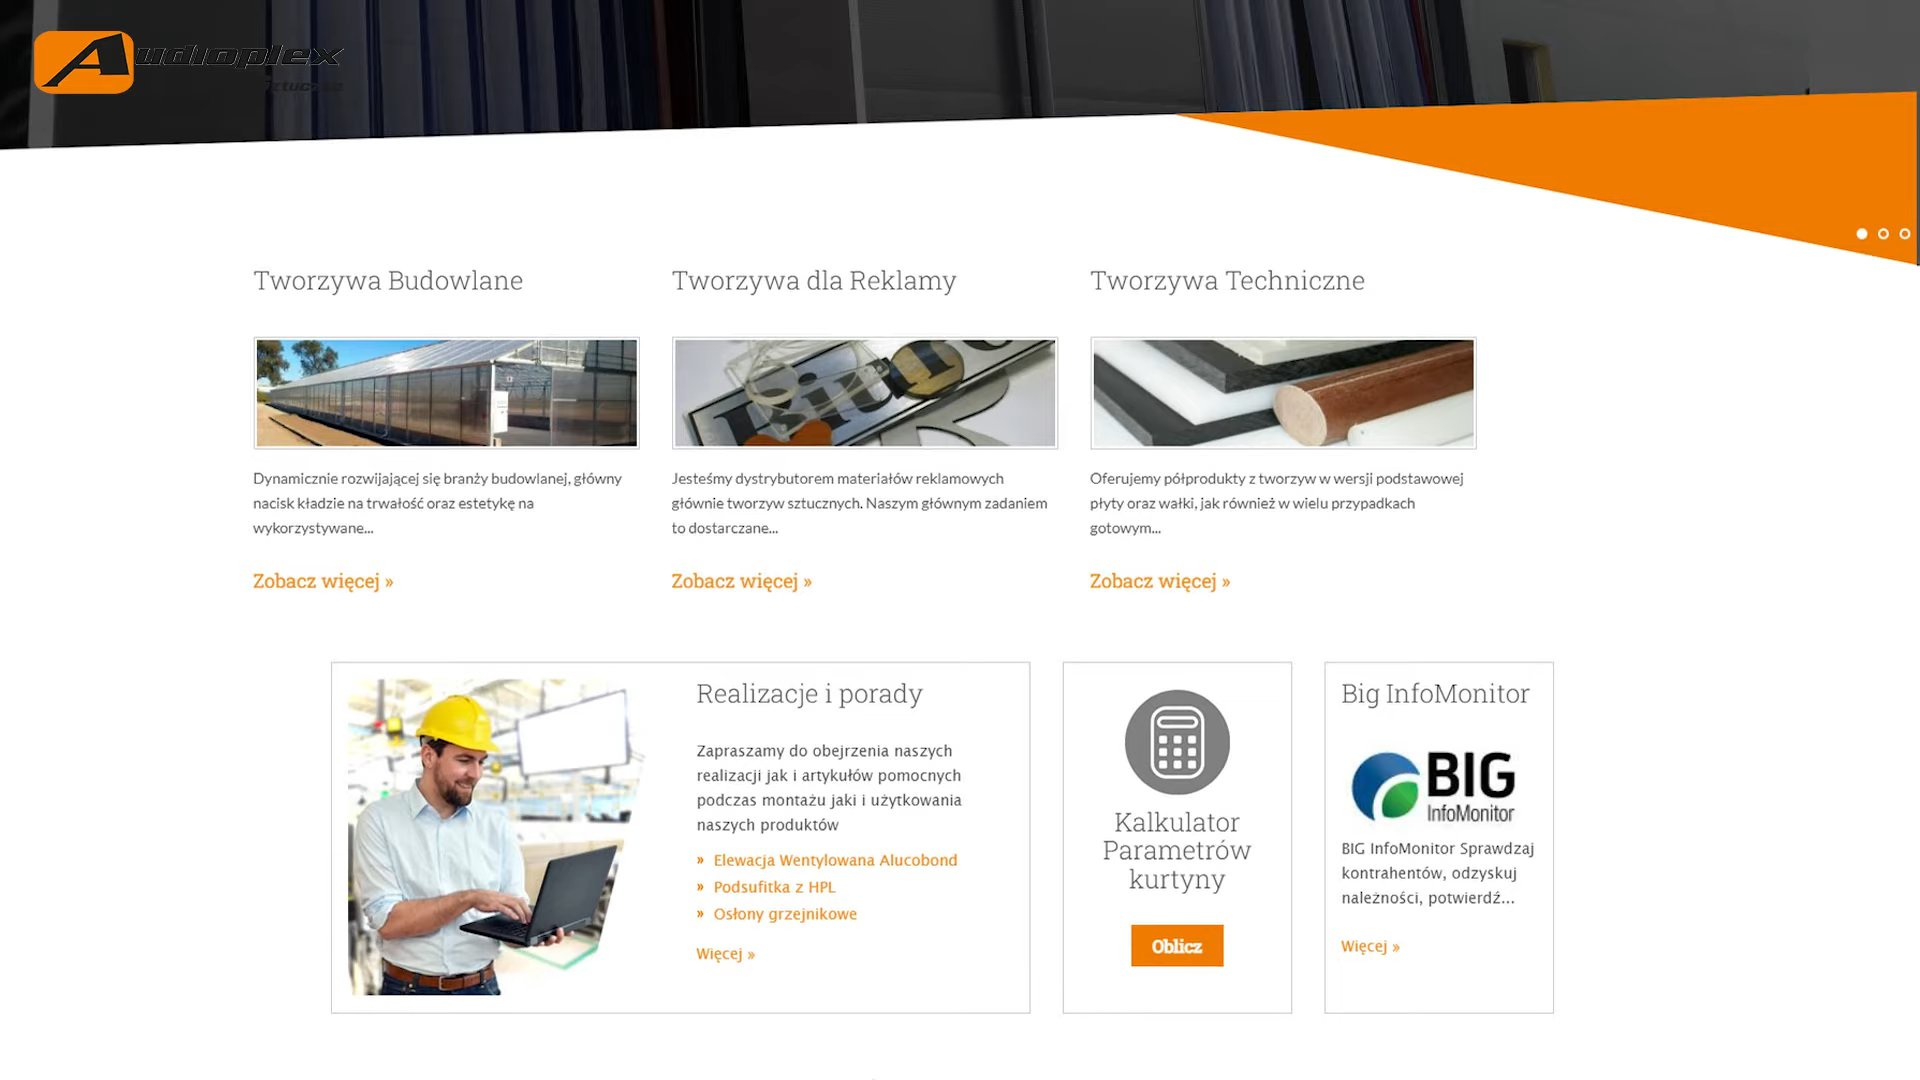 Audioplex
Tworzywa Budowlane
Tworzywa dla Reklamy
Tworzywa Techniczne
Dynamicznie rozwijającej się branży budowlanej, główny
nacisk kładzie na trwałość oraz estetykę na
wykorzystywane...
Jesteśmy dystrybutorem materiałów reklamowych
głównie tworzyw sztucznych. Naszym głównym zadaniem
to dostarczane...
Oferujemy półprodukty z tworzyw w wersji podstawowej
płyty oraz wałki, jak również w wielu przypadkach
gotowym...
Zobacz więcej »
Zobacz więcej »
Zobacz więcej »
Realizacje i porady
Zapraszamy do obejrzenia naszych
realizacji jak i artykułów pomocnych
podczas montażu jaki i użytkowania
naszych produktów
» Elewacja Wentylowana Alucobond
» Podsufitka z HPL
» Osłony grzejnikowe
Więcej »
Kalkulator
Parametrów
kurtyny
Oblicz
Big InfoMonitor
BIG
InfoMonitor
BIG InfoMonitor Sprawdzaj
kontrahentów, odzyskuj
należności, potwierdź...
Więcej »